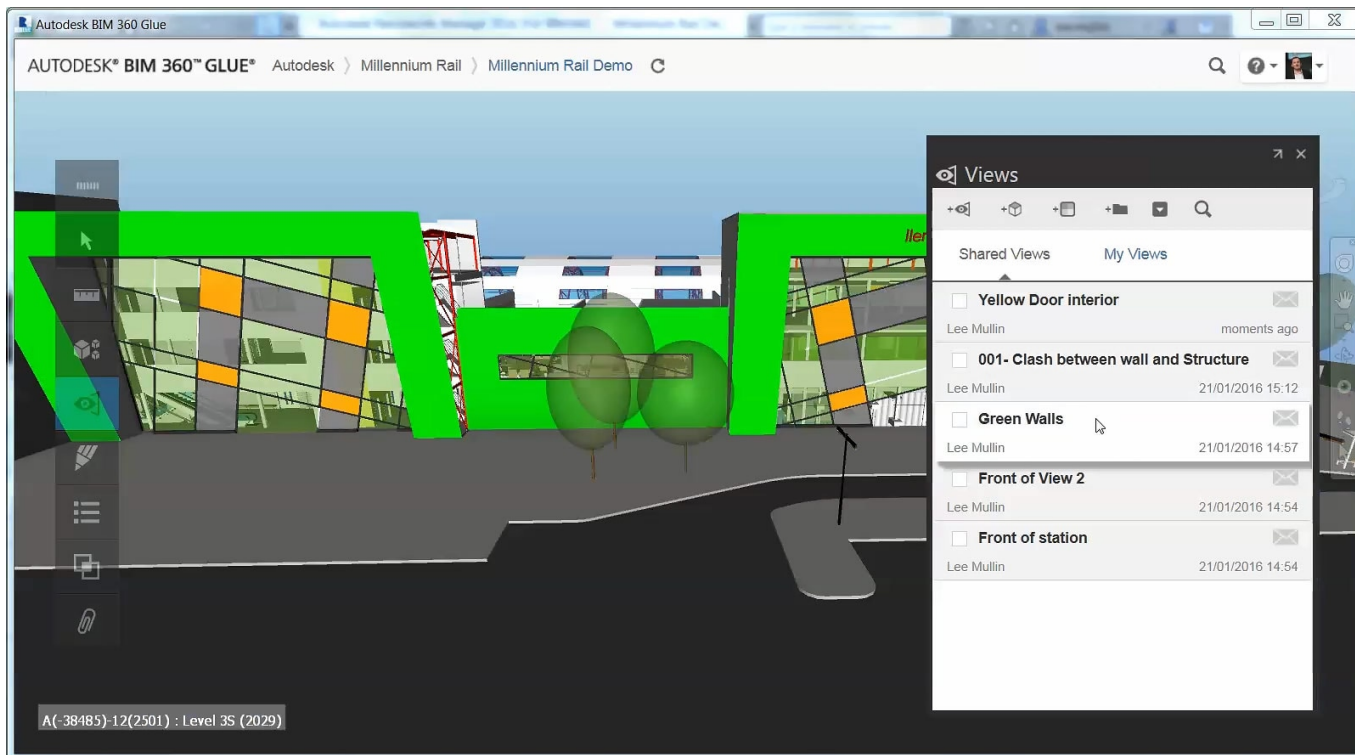 Autodesk BIM 360 Glue
AUTODESK® BIM 360™ GLUE® Autodesk 〉 Millennium Rail 〉 Millennium Rail Demo
Views
Shared Views My Views
Yellow Door interior
Lee Mullin moments ago
001- Clash between wall and Structure
Lee Mullin 21/01/2016 15:12
Green Walls
Lee Mullin 21/01/2016 14:57
Front of View 2
Lee Mullin 21/01/2016 14:54
Front of station
Lee Mullin 21/01/2016 14:54
A(-38485)-12(2501) : Level 3S (2029)